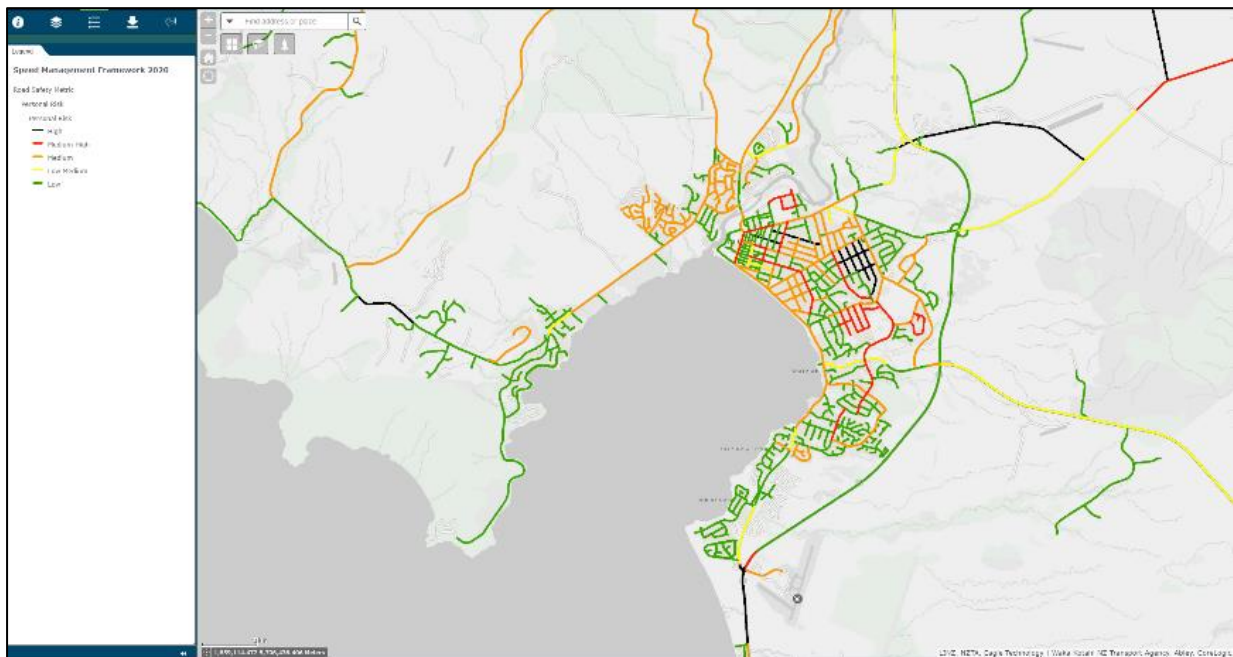 Find address or place
Legend
Speed Management Framework 2020
Road Safety Metric
Personal Risk
Personal Risk
High
Medium High
Medium
Low Medium
Low
LINZ, NZTA, Eagle Technology | Waka Kotahi NZ Transport Agency, Abley, CoreLogic,